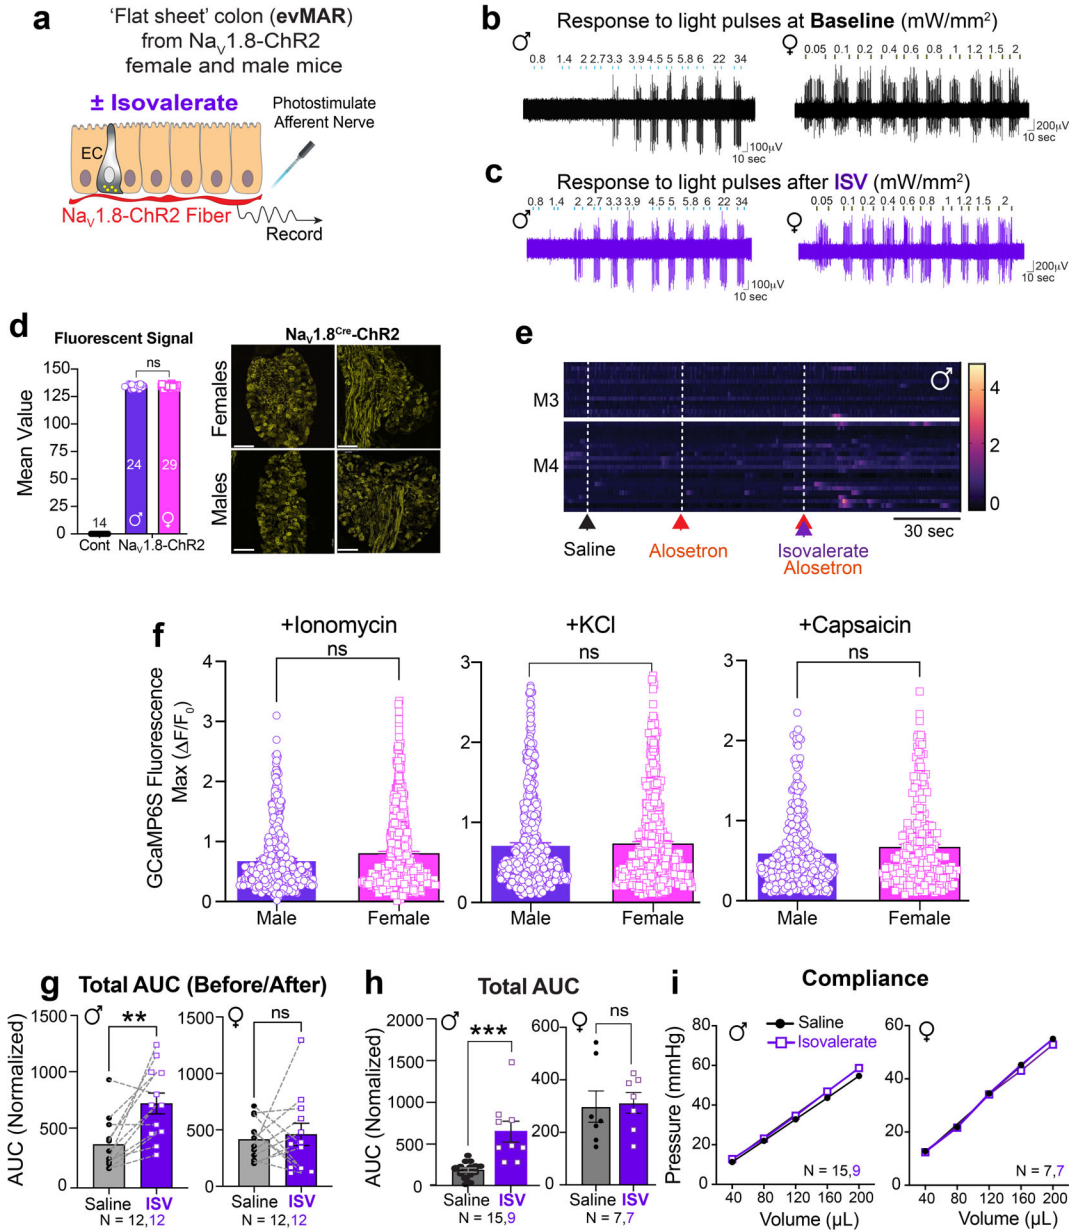 a
'Flat sheet' colon (evMAR)
from NaV1.8-ChR2
female and male mice
± Isovalerate
Photostimulate
Afferent Nerve
EC
NaV1.8-ChR2 Fiber
Record
b
Response to light pulses at Baseline (mW/mm²)
♂
0.8 1.4 2 2.7 3.3 3.9 4.5 5 5.8 6 22 34
100µV
10 sec
♀
0.05 0.1 0.2 0.4 0.6 0.8 1 1.2 1.5 2
200µV
10 sec
c
Response to light pulses after ISV (mW/mm²)
♂
0.8 1.4 2 2.7 3.3 3.9 4.5 5 5.8 6 22 34
100µV
10 sec
♀
0.05 0.1 0.2 0.4 0.6 0.8 1 1.2 1.5 2
200µV
10 sec
d
Fluorescent Signal
ns
Mean Value
150
125
100
75
50
25
0
14
24
29
♂
♀
Cont NaV1.8-ChR2
NaV1.8Cre-ChR2
Females
Males
e
♂
M3
M4
4
2
0
30 sec
Saline
Alosetron
Isovalerate
Alosetron
f
GCaMP6S Fluorescence
Max (ΔF/F0)
+Ionomycin
ns
4
3
2
1
0
Male Female
+KCl
ns
3
2
1
0
Male Female
+Capsaicin
ns
3
2
1
0
Male Female
g
Total AUC (Before/After)
AUC (Normalized)
♂
**
1500
1000
500
0
Saline ISV
N = 12,12
♀
ns
1500
1000
500
0
Saline ISV
N = 12,12
h
Total AUC
AUC (Nomalized)
♂
***
2000
1500
1000
500
0
Saline ISV
N = 15,9
♀
ns
600
400
200
0
Saline ISV
N = 7,7
i
Compliance
Pressure (mmHg)
♂
Saline
Isovalerate
80
60
40
20
0
N = 15,9
40 80 120 160 200
Volume (µL)
♀
60
40
20
0
N = 7,7
40 80 120 160 200
Volume (µL)